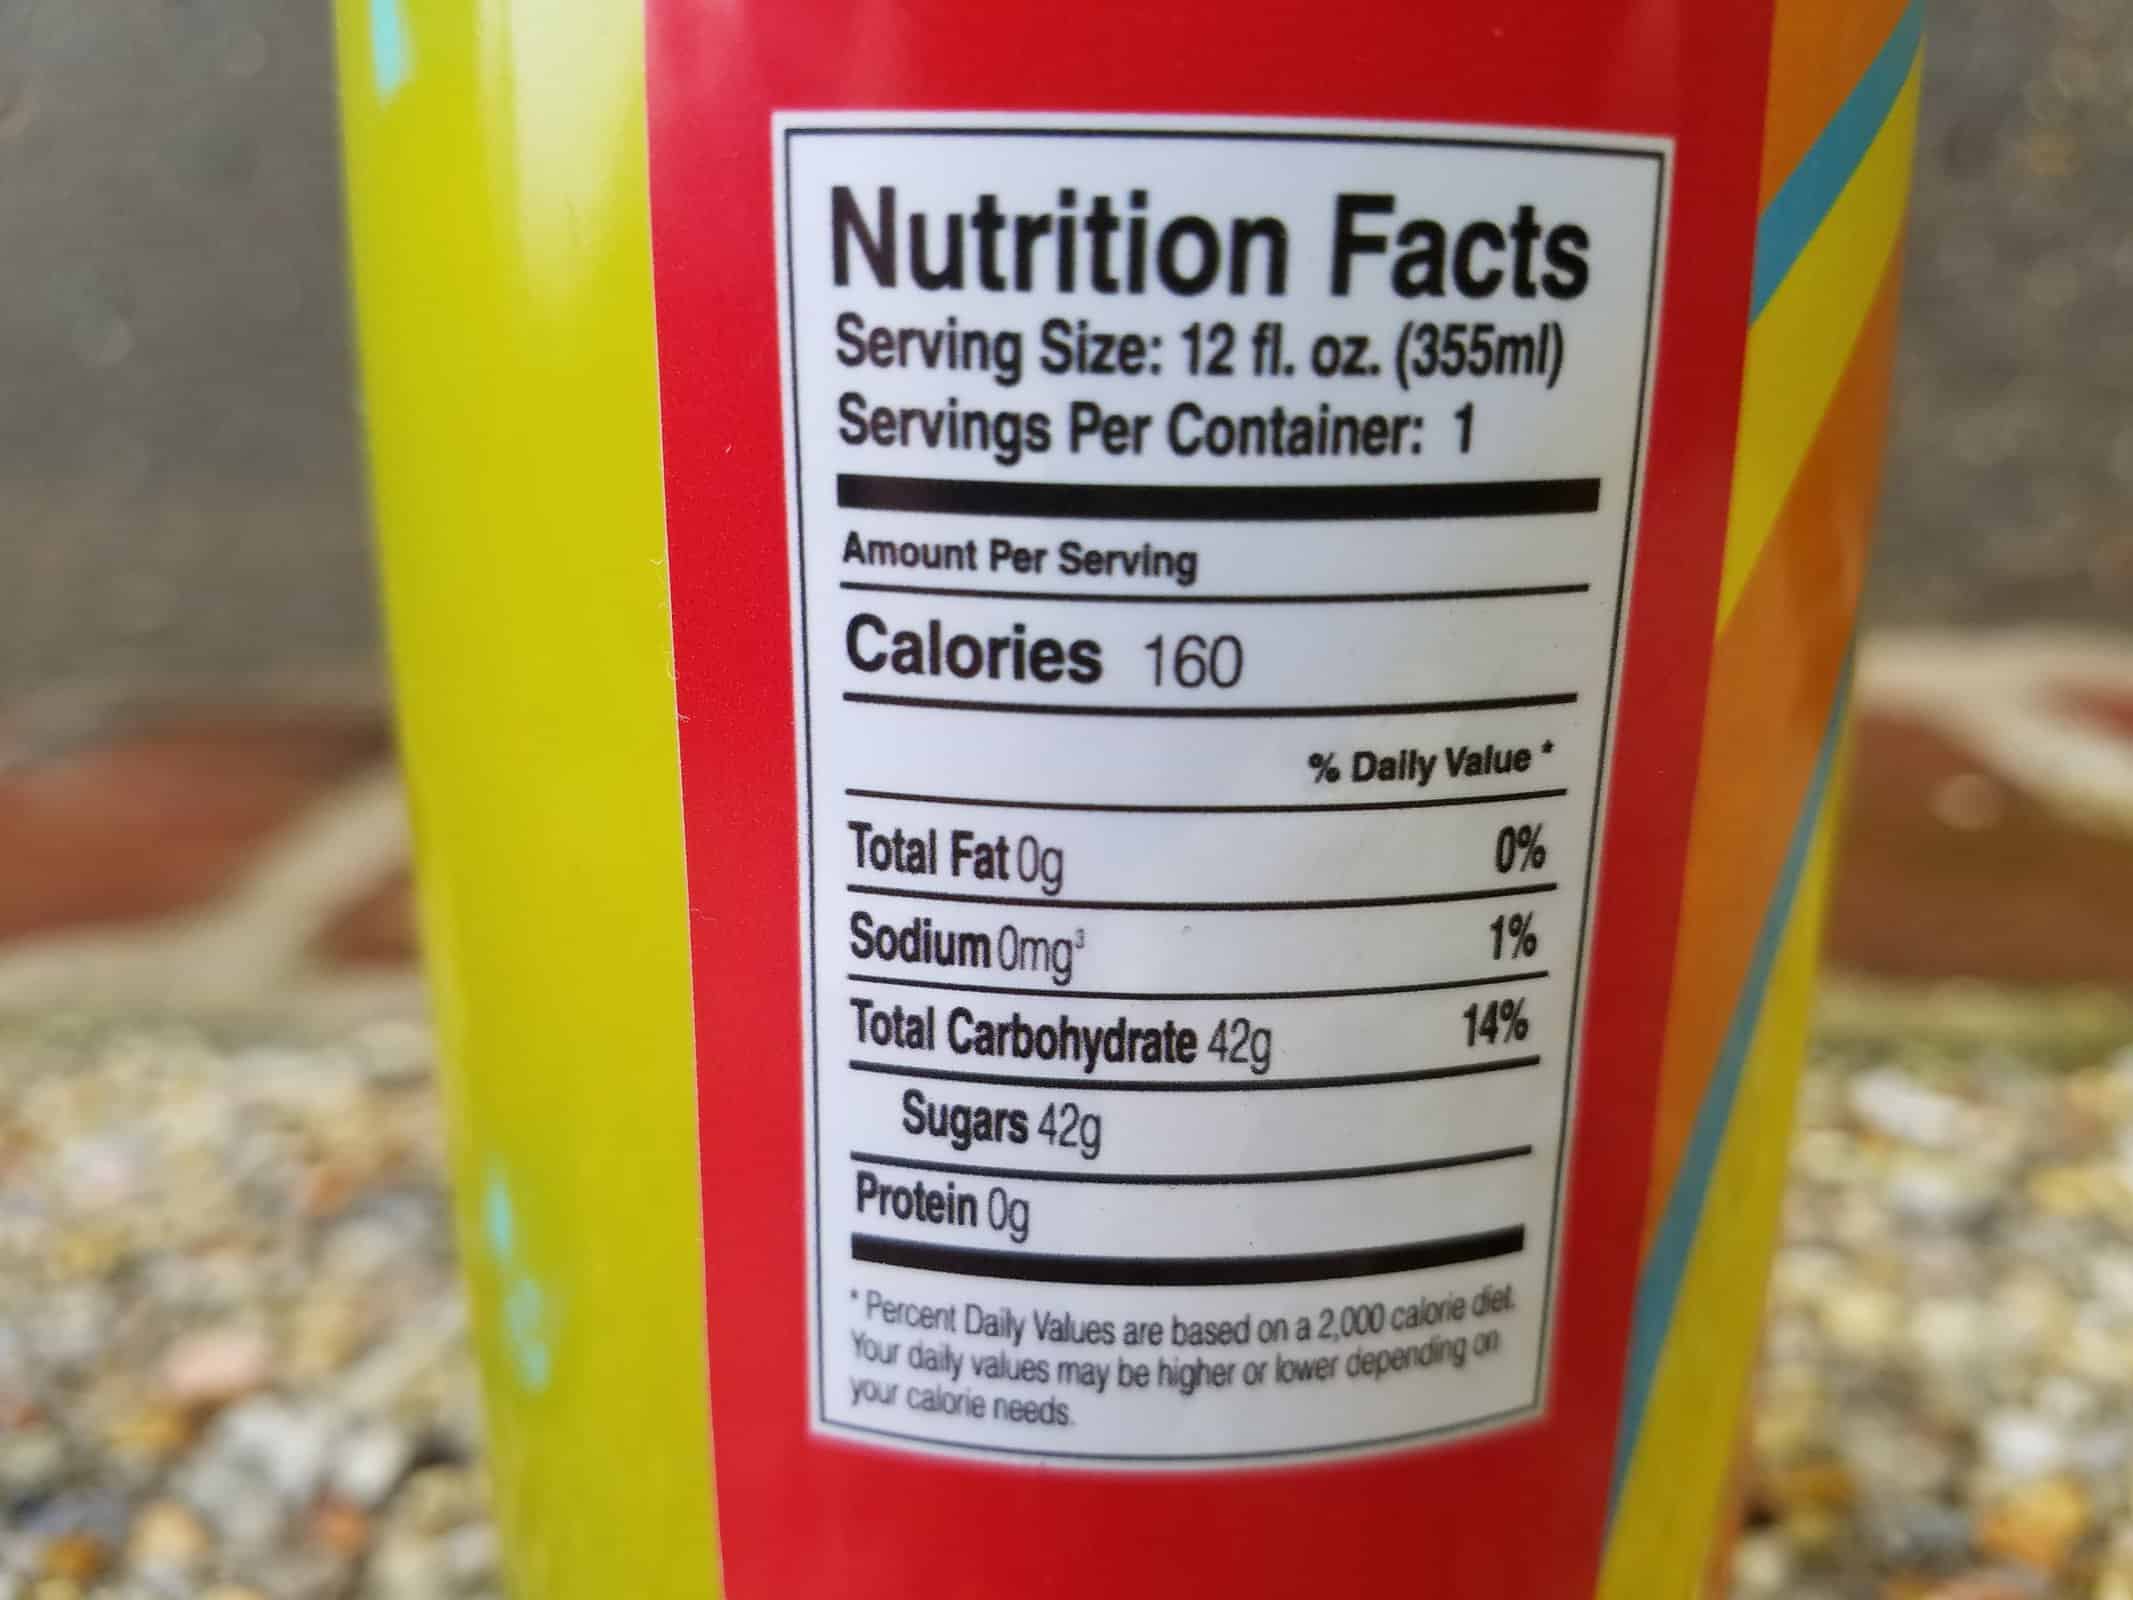 Nutrition Facts
Serving Size: 12 fl. oz. (355ml)
Servings Per Container: 1
Amount Per Serving
Calories 160
% Daily Value *
Total Fat 0g 0%
Sodium 0mg³ 1%
Total Carbohydrate 42g 14%
Sugars 42g
Protein 0g
* Percent Daily Values are based on a 2,000 calorie diet.
Your daily values may be higher or lower depending on
your calorie needs.